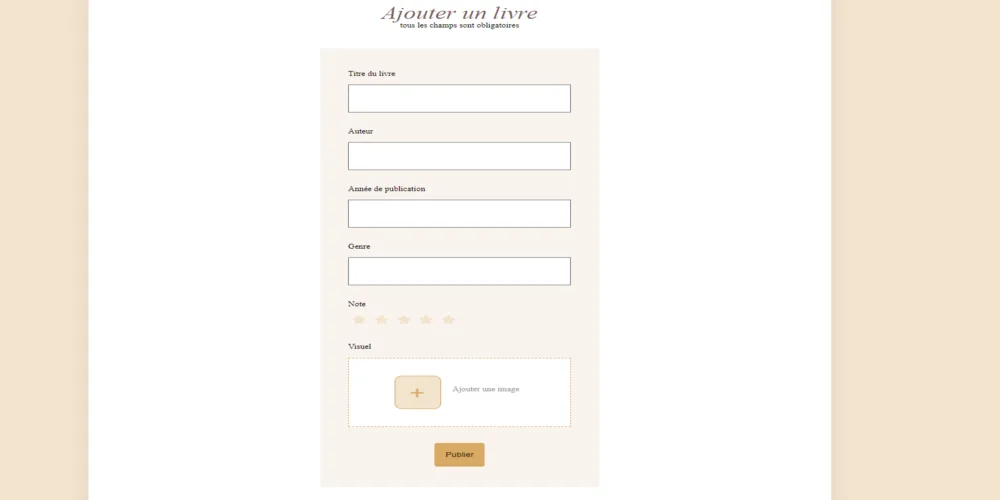 Ajouter un livre
tous les champs sont obligatoires
Titre du livre
Auteur
Année de publication
Genre
Note
Visuel
+ Ajouter une image
Publier